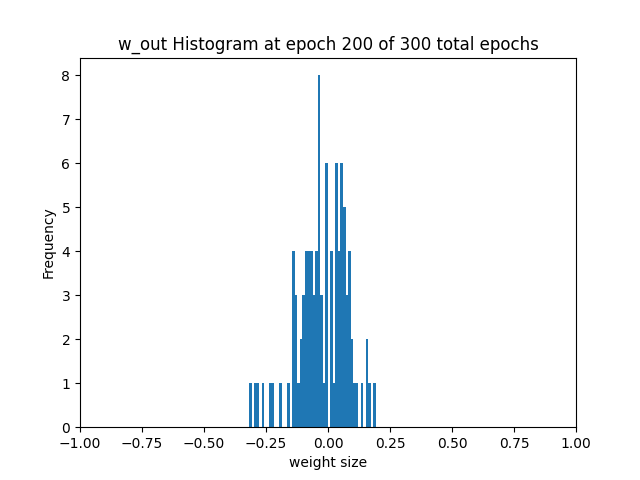 w_out Histogram at epoch 200 of 300 total epochs
Frequency
8
7
6
5
4
3
2
1
0
−1.00 −0.75 −0.50 −0.25 0.00 0.25 0.50 0.75 1.00
weight size